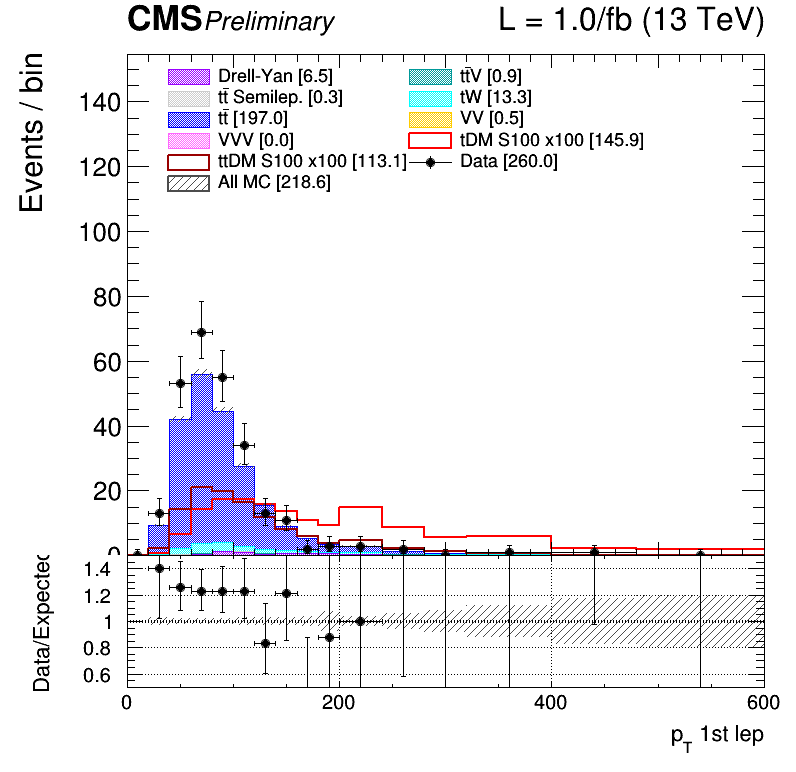 CMS Preliminary L = 1.0/fb (13 TeV)
Events / bin
Drell-Yan [6.5]
tt̄ Semilep. [0.3]
tt̄ [197.0]
VVV [0.0]
ttDM S100 x100 [113.1]
All MC [218.6]
tt̄V [0.9]
tW [13.3]
VV [0.5]
tDM S100 x100 [145.9]
Data [260.0]
140
120
100
80
60
40
20
0
Data/Expected
1.4
1.2
1
0.8
0.6
0 200 400 600
p_T 1st lep